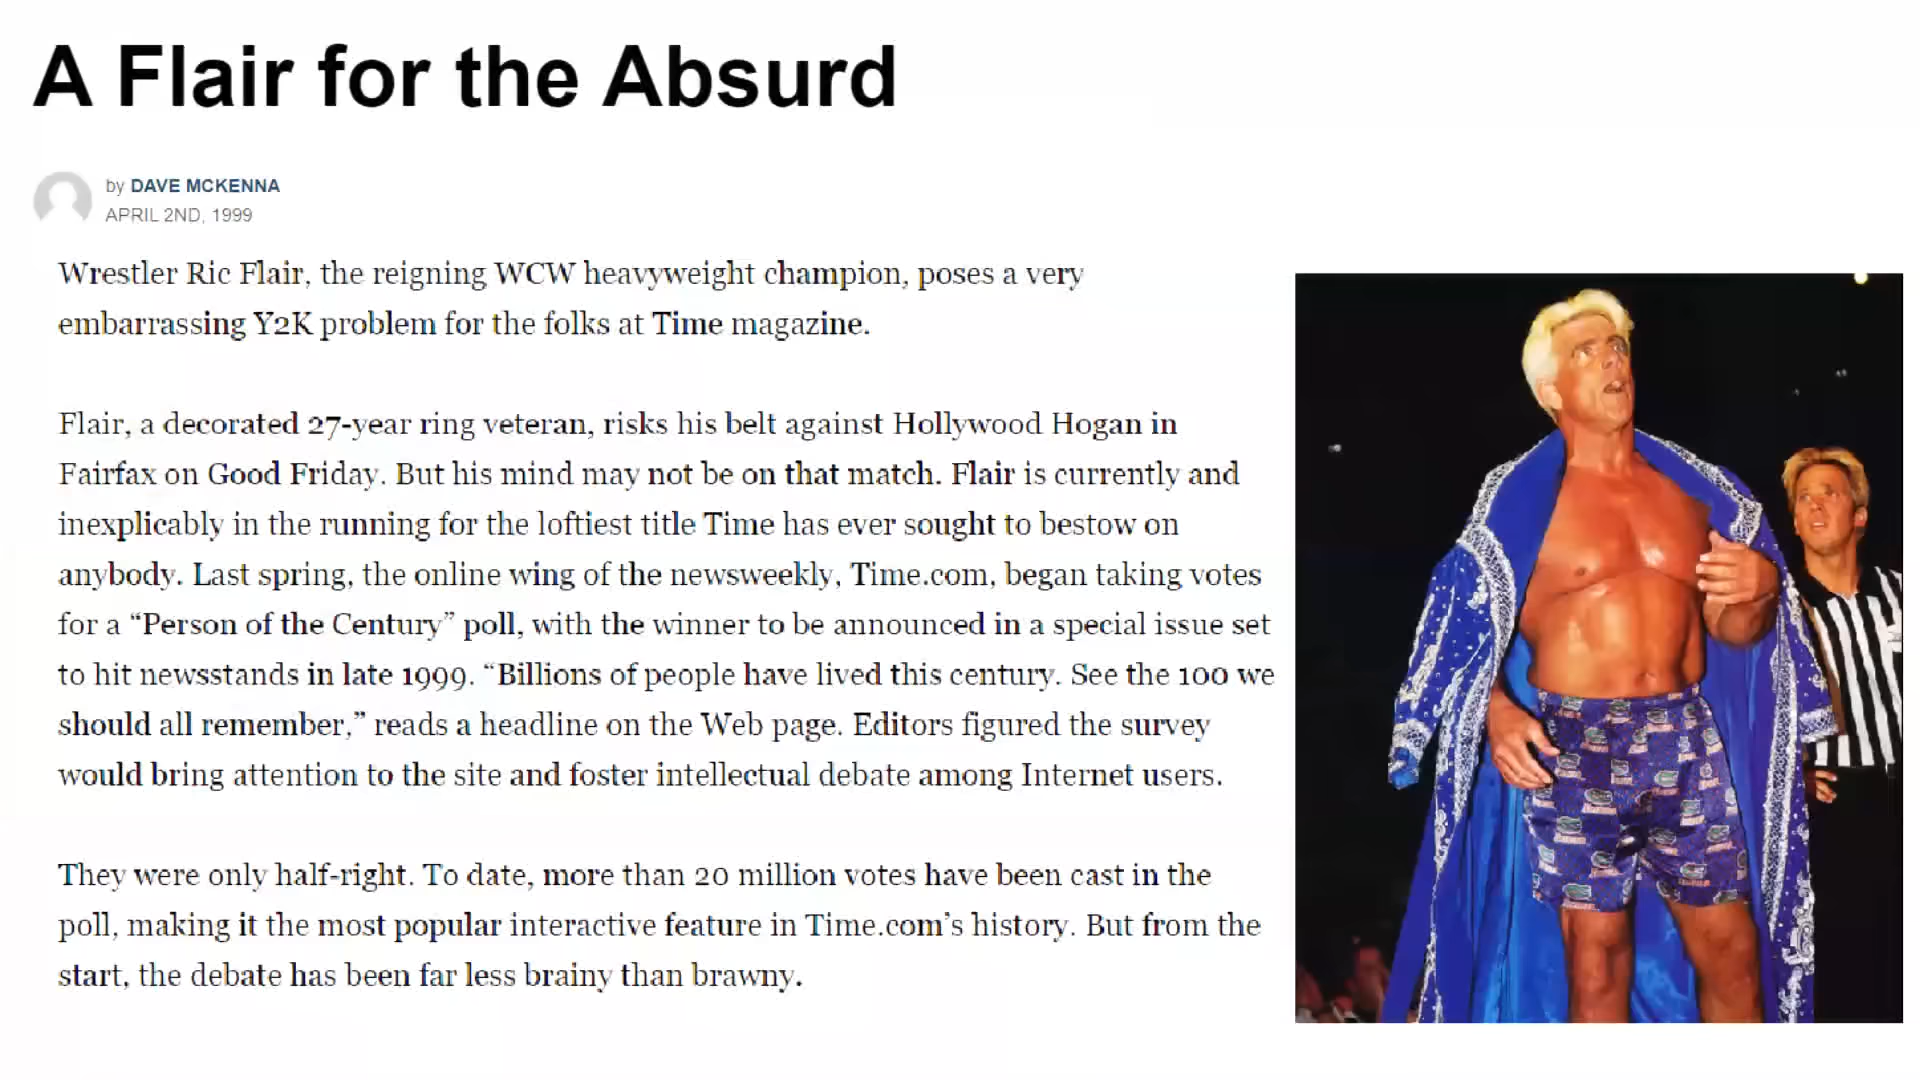 A Flair for the Absurd
by DAVE MCKENNA
APRIL 2ND, 1999
Wrestler Ric Flair, the reigning WCW heavyweight champion, poses a very
embarrassing Y2K problem for the folks at Time magazine.
Flair, a decorated 27-year ring veteran, risks his belt against Hollywood Hogan in
Fairfax on Good Friday. But his mind may not be on that match. Flair is currently and
inexplicably in the running for the loftiest title Time has ever sought to bestow on
anybody. Last spring, the online wing of the newsweekly, Time.com, began taking votes
for a “Person of the Century” poll, with the winner to be announced in a special issue set
to hit newsstands in late 1999. “Billions of people have lived this century. See the 100 we
should all remember,” reads a headline on the Web page. Editors figured the survey
would bring attention to the site and foster intellectual debate among Internet users.
They were only half-right. To date, more than 20 million votes have been cast in the
poll, making it the most popular interactive feature in Time.com’s history. But from the
start, the debate has been far less brainy than brawny.